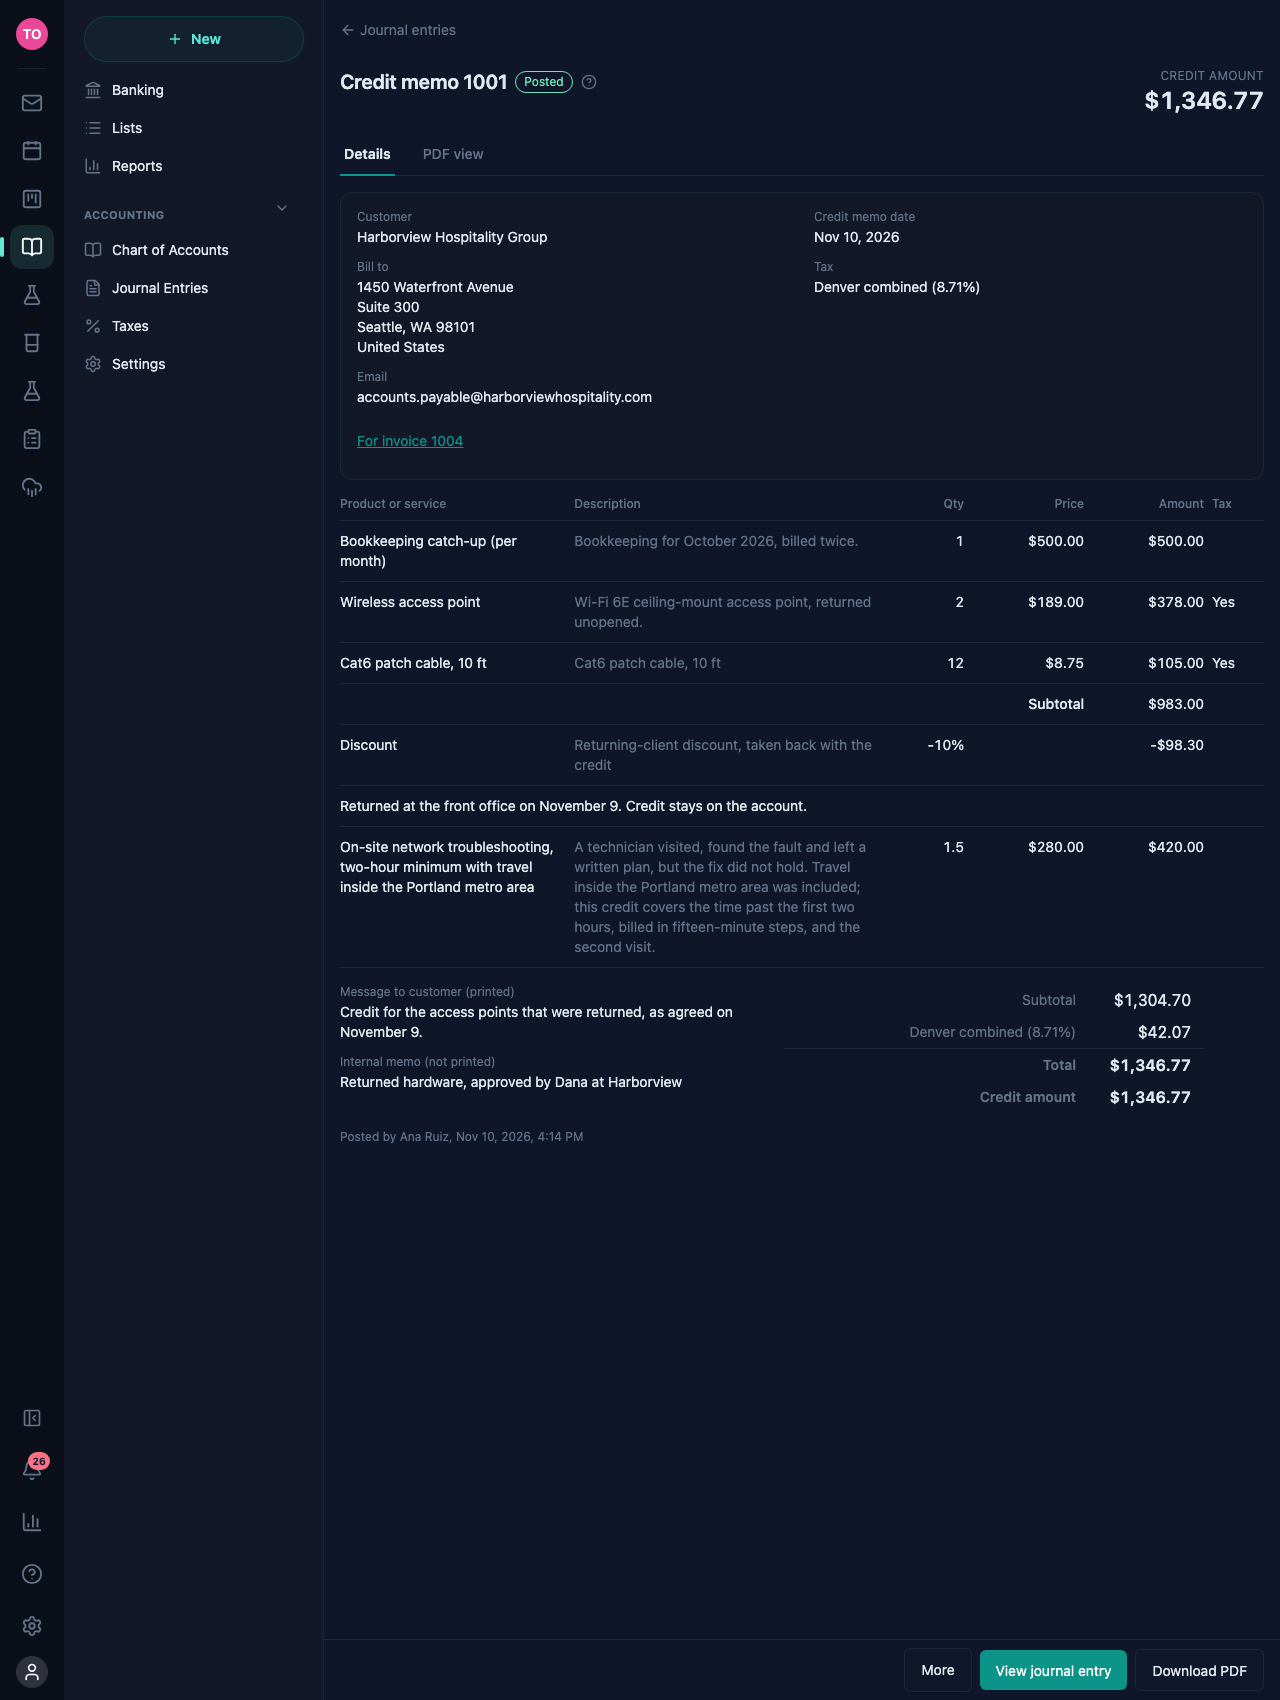 TO
New
Banking
Lists
Reports
ACCOUNTING
Chart of Accounts
Journal Entries
Taxes
Settings
26
Journal entries
Credit memo 1001 Posted
CREDIT AMOUNT
$1,346.77
Details PDF view
Customer
Harborview Hospitality Group
Bill to
1450 Waterfront Avenue
Suite 300
Seattle, WA 98101
United States
Email
accounts.payable@harborviewhospitality.com
For invoice 1004
Credit memo date
Nov 10, 2026
Tax
Denver combined (8.71%)
Product or service Description Qty Price Amount Tax
Bookkeeping catch-up (per Bookkeeping for October 2026, billed twice. 1 $500.00 $500.00
month)
Wireless access point Wi-Fi 6E ceiling-mount access point, returned 2 $189.00 $378.00 Yes
unopened.
Cat6 patch cable, 10 ft Cat6 patch cable, 10 ft 12 $8.75 $105.00 Yes
Subtotal $983.00
Discount Returning-client discount, taken back with the -10% -$98.30
credit
Returned at the front office on November 9. Credit stays on the account.
On-site network troubleshooting, A technician visited, found the fault and left a 1.5 $280.00 $420.00
two-hour minimum with travel written plan, but the fix did not hold. Travel
inside the Portland metro area inside the Portland metro area was included;
this credit covers the time past the first two
hours, billed in fifteen-minute steps, and the
second visit.
Message to customer (printed)
Credit for the access points that were returned, as agreed on
November 9.
Internal memo (not printed)
Returned hardware, approved by Dana at Harborview
Subtotal $1,304.70
Denver combined (8.71%) $42.07
Total $1,346.77
Credit amount $1,346.77
Posted by Ana Ruiz, Nov 10, 2026, 4:14 PM
More View journal entry Download PDF